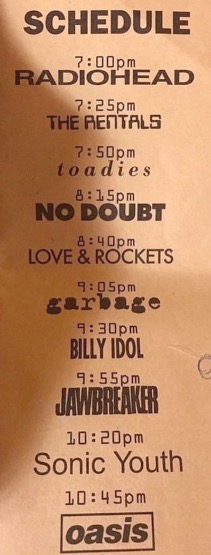 SCHEDULE
7:00pm
RADIOHEAD
7:25pm
THE RENTALS
7:50pm
toadies
8:15pm
NO DOUBT
8:40pm
LOVE & ROCKETS
9:05pm
garbage
9:30pm
BILLY IDOL
9:55pm
JAWBREAKER
10:20pm
Sonic Youth
10:45pm
oasis